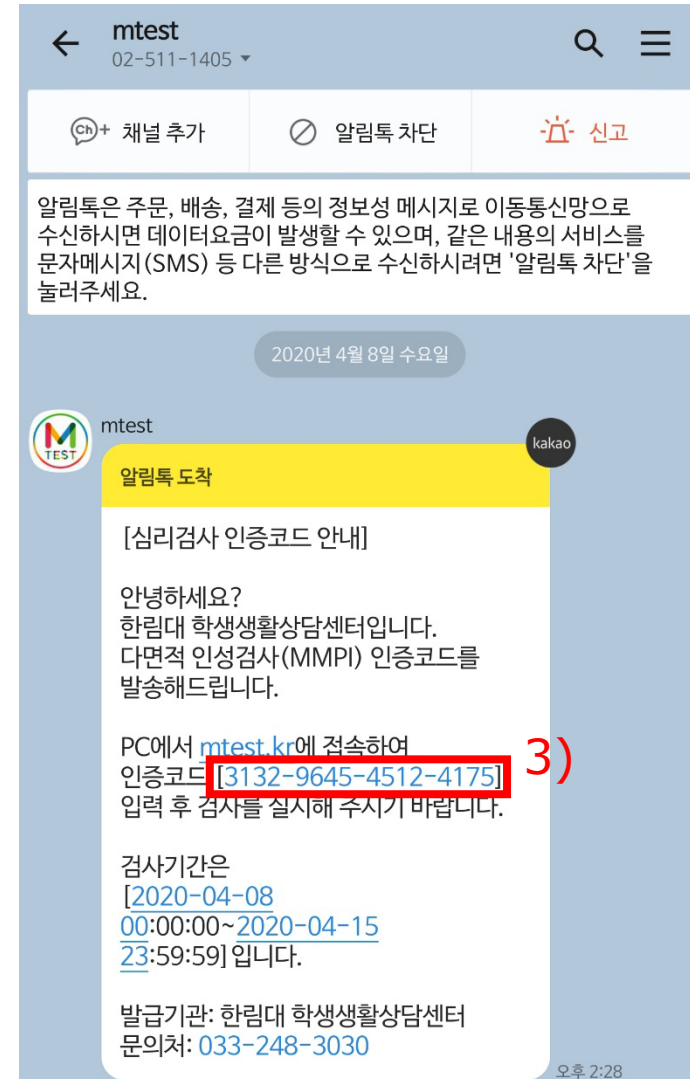 mtest
02-511-1405
Ch+ 채널 추가
알림톡 차단
신고
알림톡은 주문, 배송, 결제 등의 정보성 메시지로 이동통신망으로
수신하시면 데이터요금이 발생할 수 있으며, 같은 내용의 서비스를
문자메시지(SMS) 등 다른 방식으로 수신하시려면 '알림톡 차단'을
눌러주세요.
2020년 4월 8일 수요일
M
TEST
mtest
kakao
알림톡 도착
[심리검사 인증코드 안내]
안녕하세요?
한림대 학생생활상담센터입니다.
다면적 인성검사(MMPI) 인증코드를
발송해드립니다.
PC에서 mtest.kr에 접속하여
인증코드 [3132-9645-4512-4175]
3)
입력 후 검사를 실시해 주시기 바랍니다.
검사기간은
[2020-04-08
00:00:00~2020-04-15
23:59:59] 입니다.
발급기관: 한림대 학생생활상담센터
문의처: 033-248-3030
오후 2:28